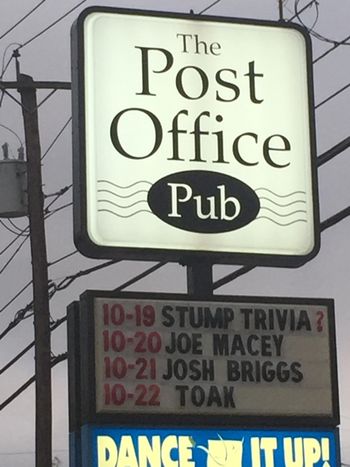 The
Post
Office
Pub
10-19 STUMP TRIVIA?
10-20 JOE MACEY
10-21 JOSH BRIGGS
10-22 TOAK
DANCE IT UP!